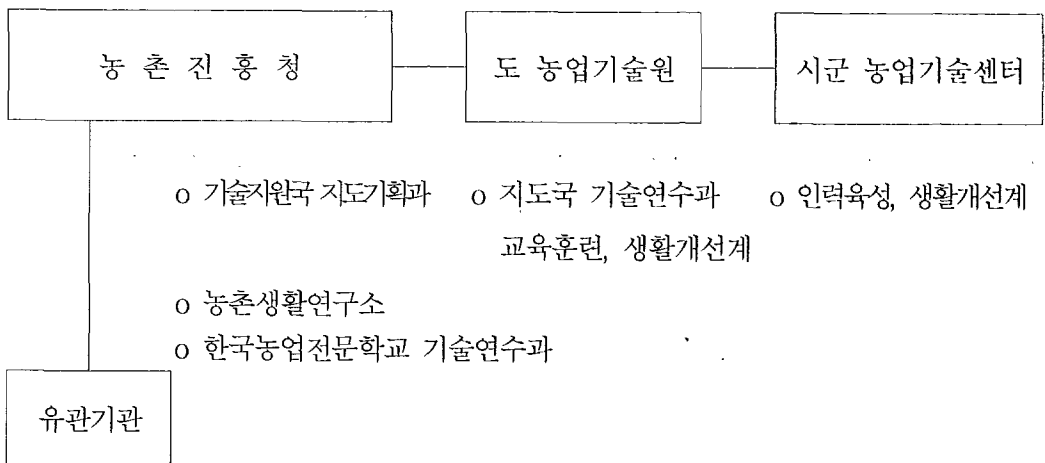 농 촌 진 흥 청
도 농업기술원
시군 농업기술센터
o 기술지원국 지도기획과
o 지도국 기술연수과
교육훈련, 생활개선계
o 인력육성, 생활개선계
o 농촌생활연구소
o 한국농업전문학교 기술연수과
유관기관